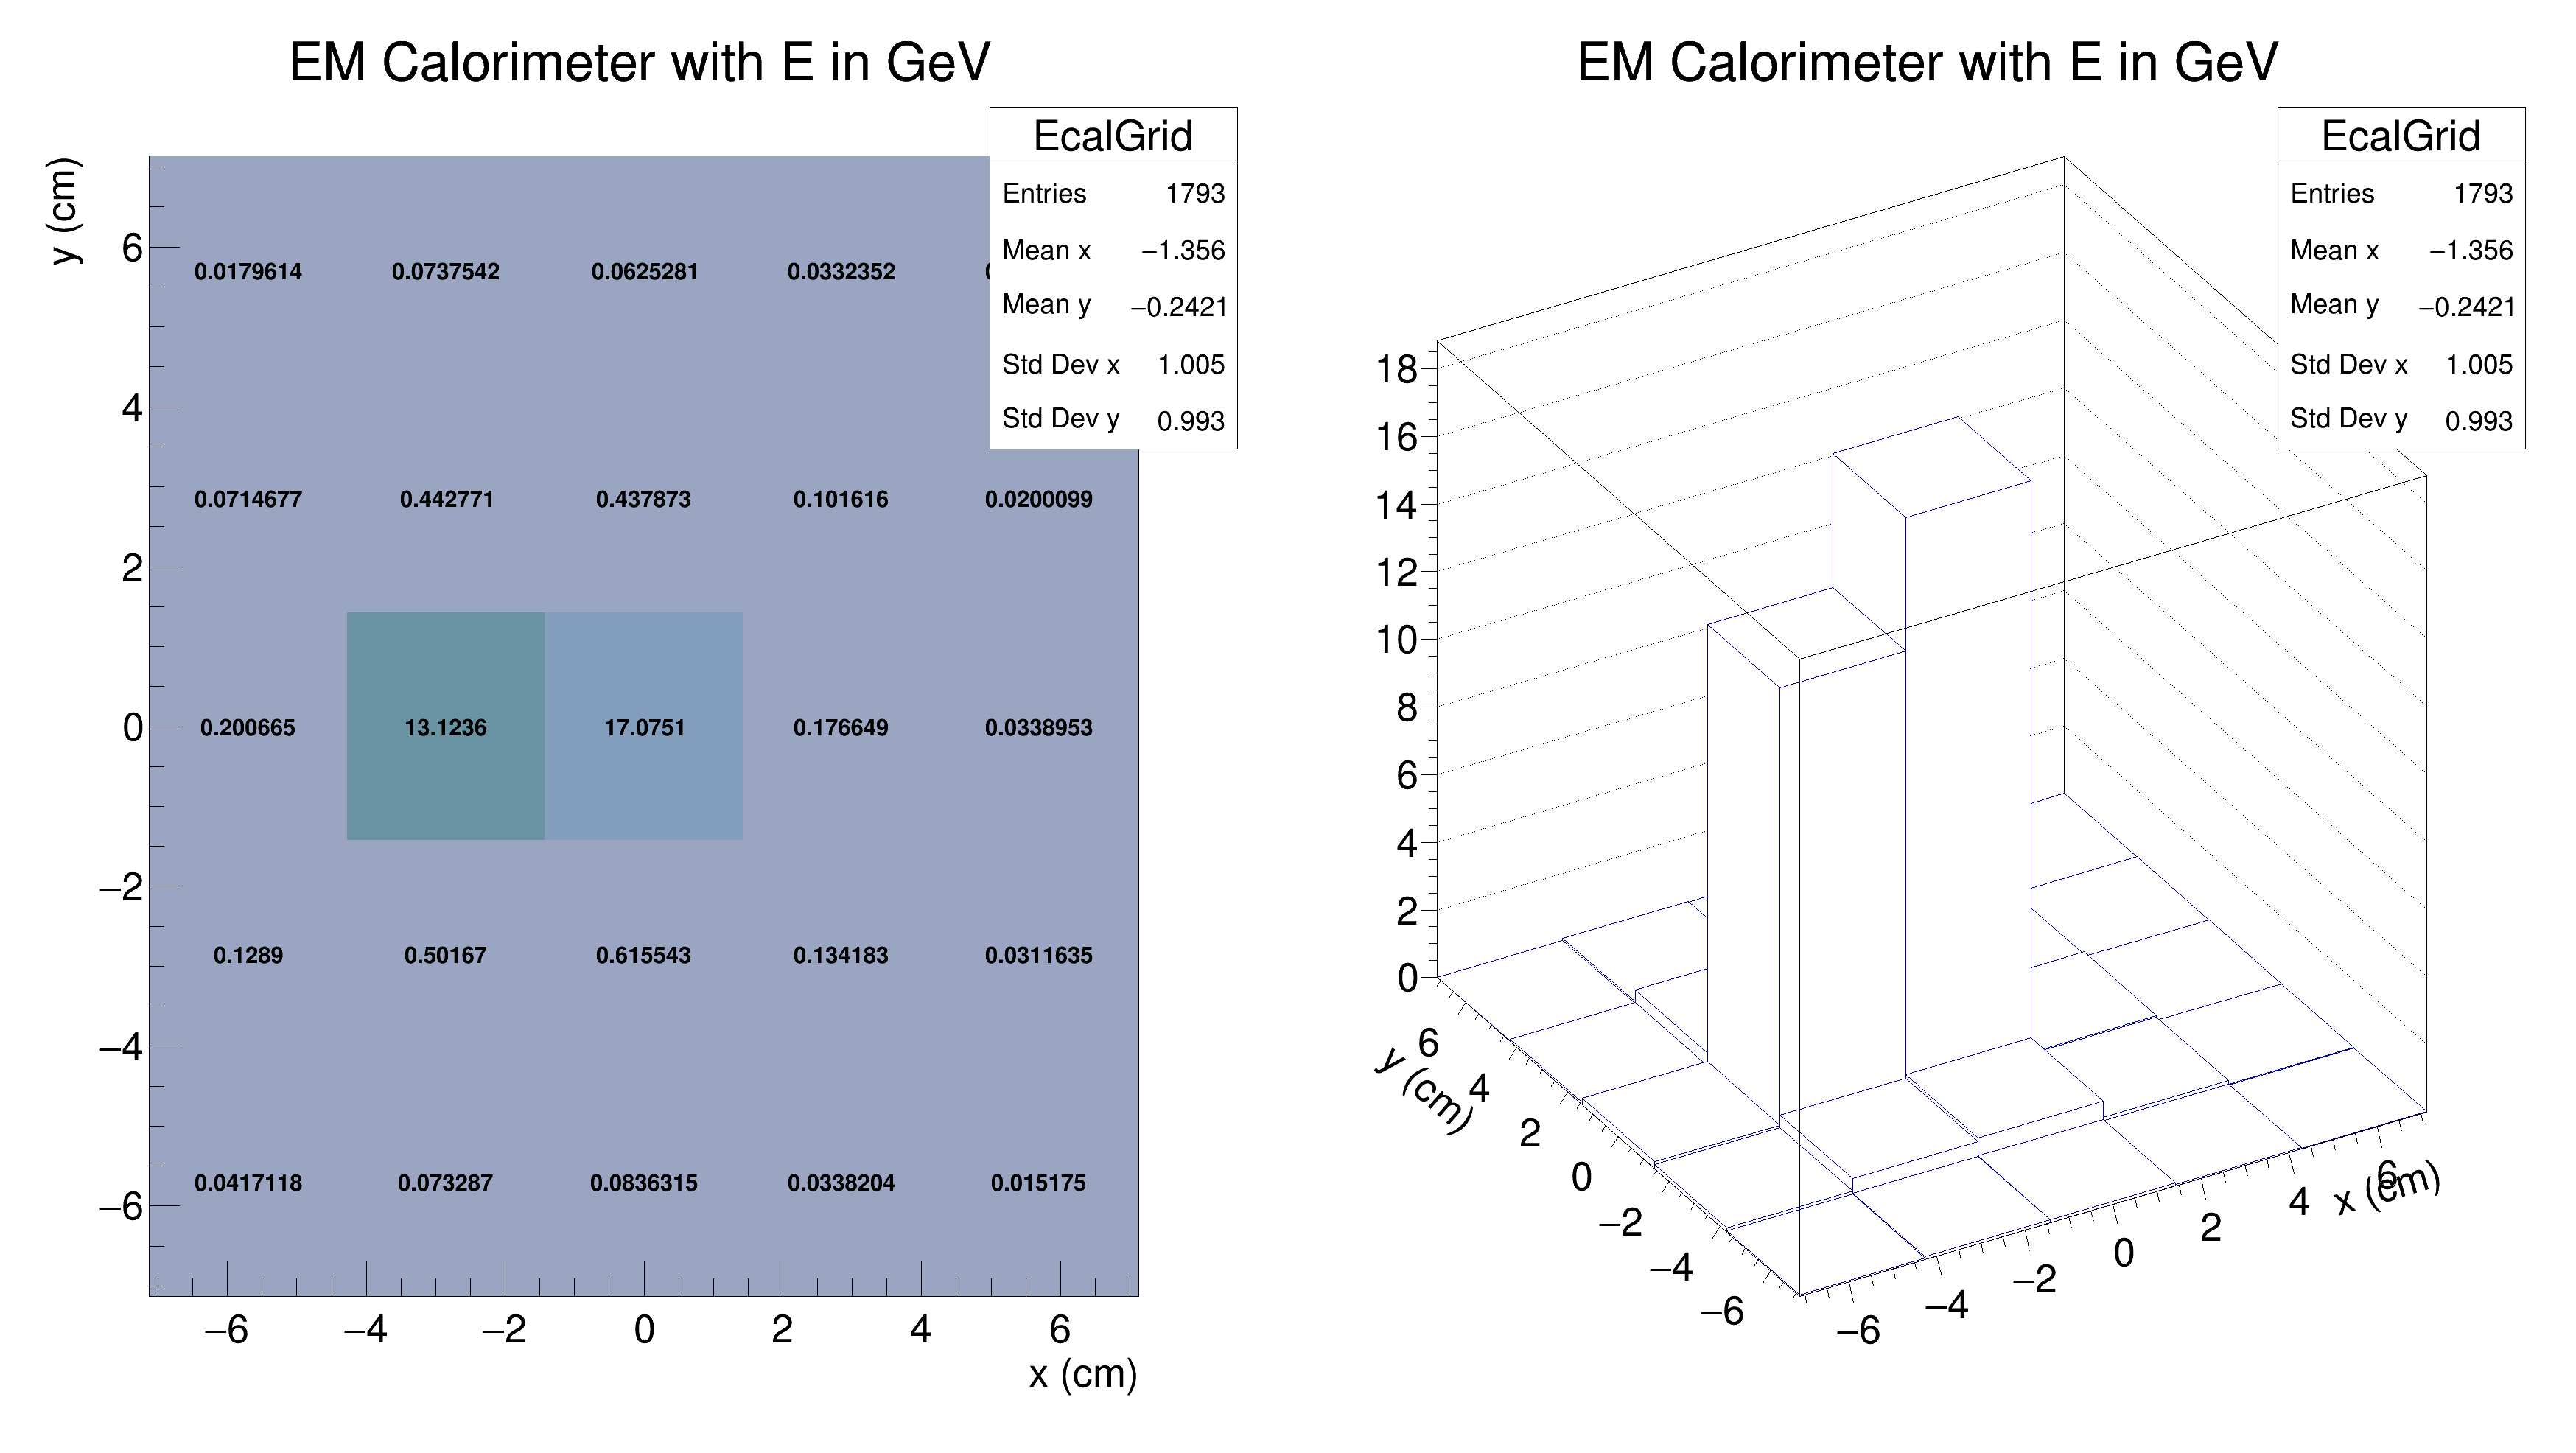 EM Calorimeter with E in GeV
EcalGrid
Entries 1793
Mean x −1.356
Mean y −0.2421
Std Dev x 1.005
Std Dev y 0.993
y (cm)
6
4
2
0
−2
−4
−6
0.0179614 0.0737542 0.0625281 0.0332352
0.0714677 0.442771 0.437873 0.101616 0.0200099
0.200665 13.1236 17.0751 0.176649 0.0338953
0.1289 0.50167 0.615543 0.134183 0.0311635
0.0417118 0.073287 0.0836315 0.0338204 0.015175
−6 −4 −2 0 2 4 6
x (cm)
EM Calorimeter with E in GeV
EcalGrid
Entries 1793
Mean x −1.356
Mean y −0.2421
Std Dev x 1.005
Std Dev y 0.993
18
16
14
12
10
8
6
4
2
0
y (cm)
6
4
2
0
−2
−4
−6
−6 −4 −2 0 2 4 6
x (cm)